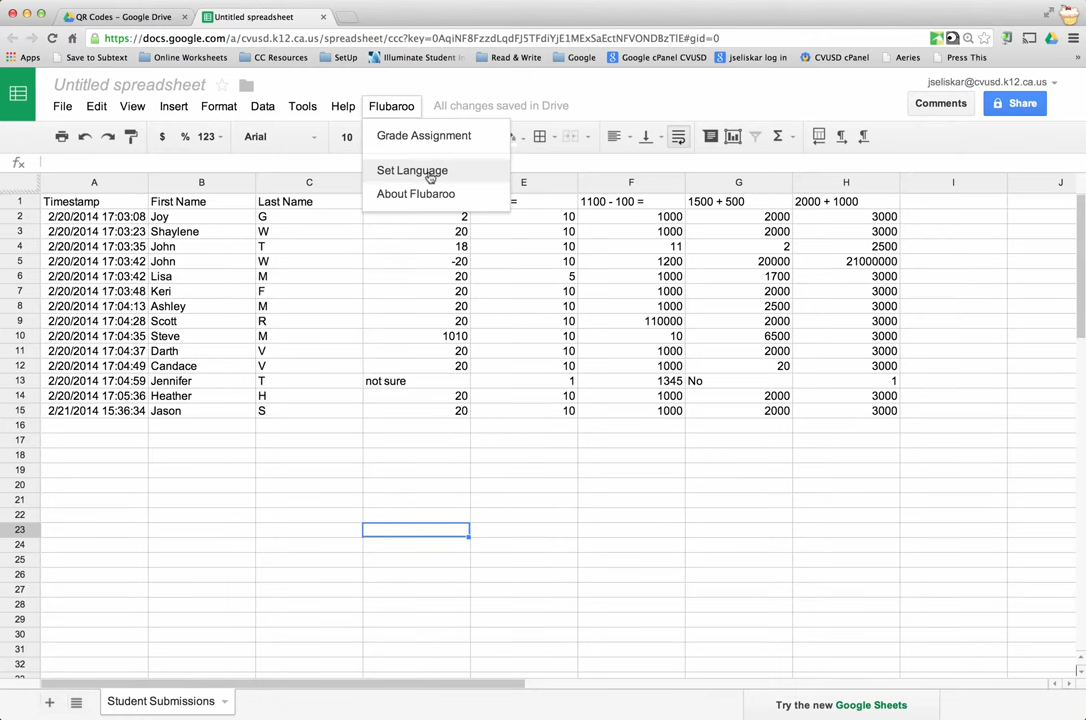 QR Codes – Google Drive
Untitled spreadsheet
https://docs.google.com/a/cvusd.k12.ca.us/spreadsheet/ccc?key=0AqiNF8FzzdLqdFJ5TFdiYjE1MExSaEctNFVONDBzTlE#gid=0
Apps Save to Subtext Online Worksheets CC Resources SetUp Illuminate Student In Read & Write Google Google cPanel CVUSD jseliskar log in CVUSD cPanel Aeries Press This »
Untitled spreadsheet
jseliskar@cvusd.k12.ca.us
File Edit View Insert Format Data Tools Help Flubaroo All changes saved in Drive
Comments Share
$ % 123 Arial 10 Σ
Grade Assignment
Set Language
About Flubaroo
fx
A B C E F G H I J
1 Timestamp First Name Last Name = 1100 - 100 = 1500 + 500 2000 + 1000
2 2/20/2014 17:03:08 Joy G 2 10 1000 2000 3000
3 2/20/2014 17:03:23 Shaylene W 20 10 1000 2000 3000
4 2/20/2014 17:03:35 John T 18 10 11 2 2500
5 2/20/2014 17:03:42 John W -20 10 1200 20000 21000000
6 2/20/2014 17:03:42 Lisa M 20 5 1000 1700 3000
7 2/20/2014 17:03:48 Keri F 20 10 1000 2000 3000
8 2/20/2014 17:04:13 Ashley M 20 10 1000 2500 3000
9 2/20/2014 17:04:28 Scott R 20 10 110000 2000 3000
10 2/20/2014 17:04:35 Steve M 1010 10 10 6500 3000
11 2/20/2014 17:04:37 Darth V 20 10 1000 2000 3000
12 2/20/2014 17:04:49 Candace V 20 10 1000 20 3000
13 2/20/2014 17:04:59 Jennifer T not sure 1 1345 No 1
14 2/20/2014 17:05:36 Heather H 20 10 1000 2000 3000
15 2/21/2014 15:36:34 Jason S 20 10 1000 2000 3000
16
17
18
19
20
21
22
23
24
25
26
27
28
29
30
31
32
Student Submissions
Try the new Google Sheets